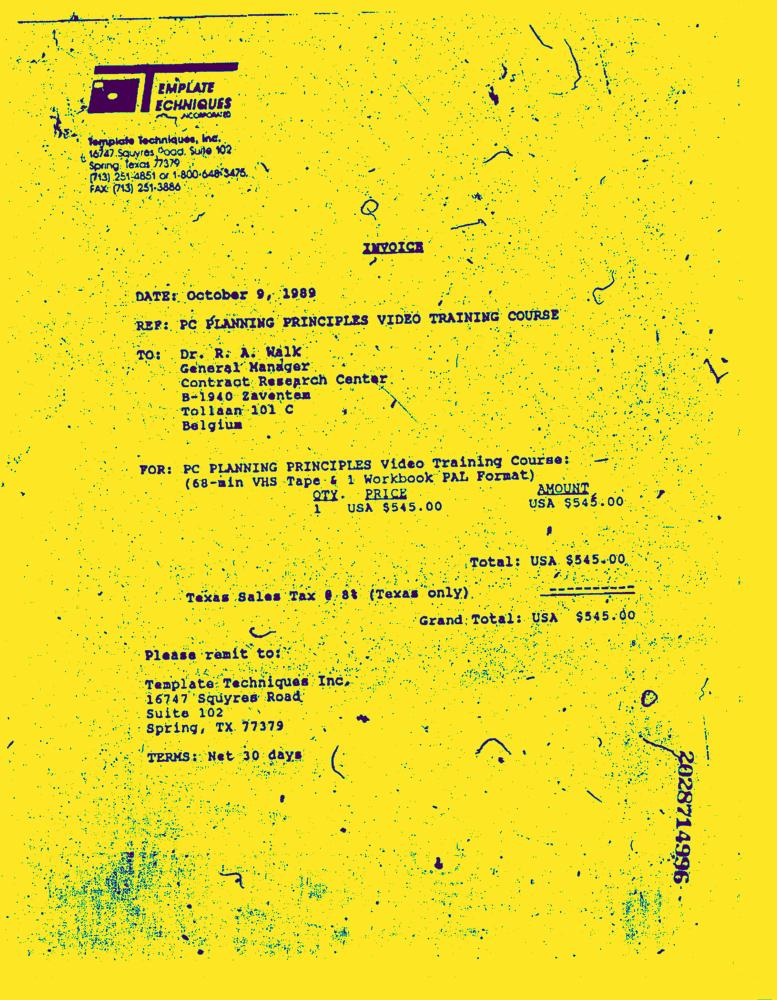 TEMPLATE
TECHNIQUES
INCORPORATED
Template Techniques, Inc.
16747 Squyres Road, Suite 102
Spring, Texas 77379
(713) 251-4851 or 1-800-648-3475
FAX: (713) 251-3886
INVOICE
DATE: October 9, 1989
REF: PC PLANNING PRINCIPLES VIDEO TRAINING COURSE
TO: Dr. R. A. Walk
General Manager
Contract Research Center
B-1940 Zaventem
Tollaan 101 C
Belgium
FOR: PC PLANNING PRINCIPLES Video Training Course:
(68-min VHS Tape & 1 Workbook PAL Format)
QTY. PRICE AMOUNT
1 USA $545.00 USA $545.00
Total: USA $545.00
Texas Sales Tax @ 8% (Texas only) --------
Grand Total: USA $545.00
Please remit to:
Template Techniques Inc.
16747 Squyres Road
Suite 102
Spring, TX 77379
TERMS: Net 30 days
2028714996